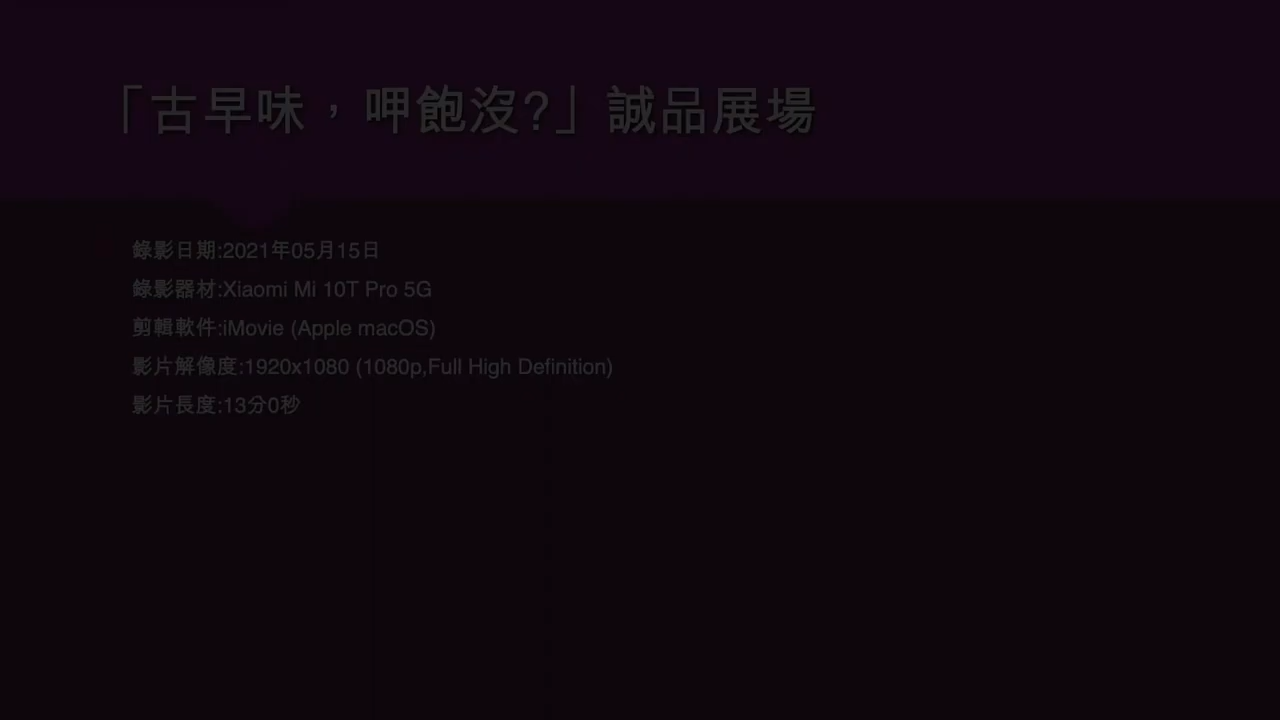 「古早味，呷飽沒?」誠品展場
錄影日期:2021年05月15日
錄影器材:Xiaomi Mi 10T Pro 5G
剪輯軟件:iMovie (Apple macOS)
影片解像度:1920x1080 (1080p,Full High Definition)
影片長度:13分0秒